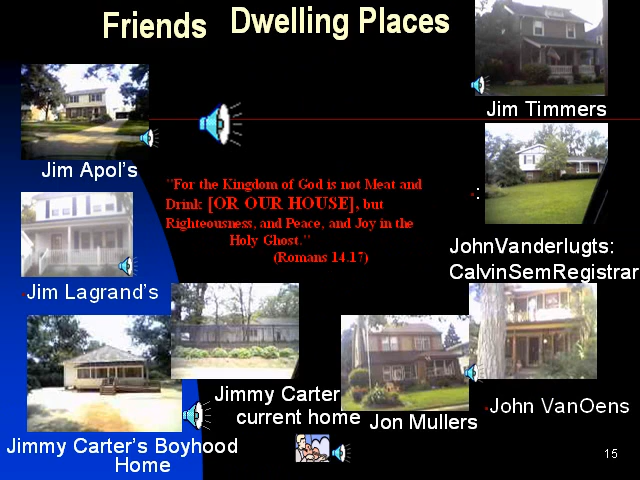 Friends Dwelling Places
Jim Timmers
Jim Apol's
"For the Kingdom of God is not Meat and
Drink [OR OUR HOUSE], but
Righteousness, and Peace, and Joy in the
Holy Ghost."
(Romans 14.17)
:
JohnVanderlugts:
CalvinSemRegistrar
Jim Lagrand's
Jimmy Carter
current home
Jon Mullers
John VanOens
Jimmy Carter's Boyhood
Home
15